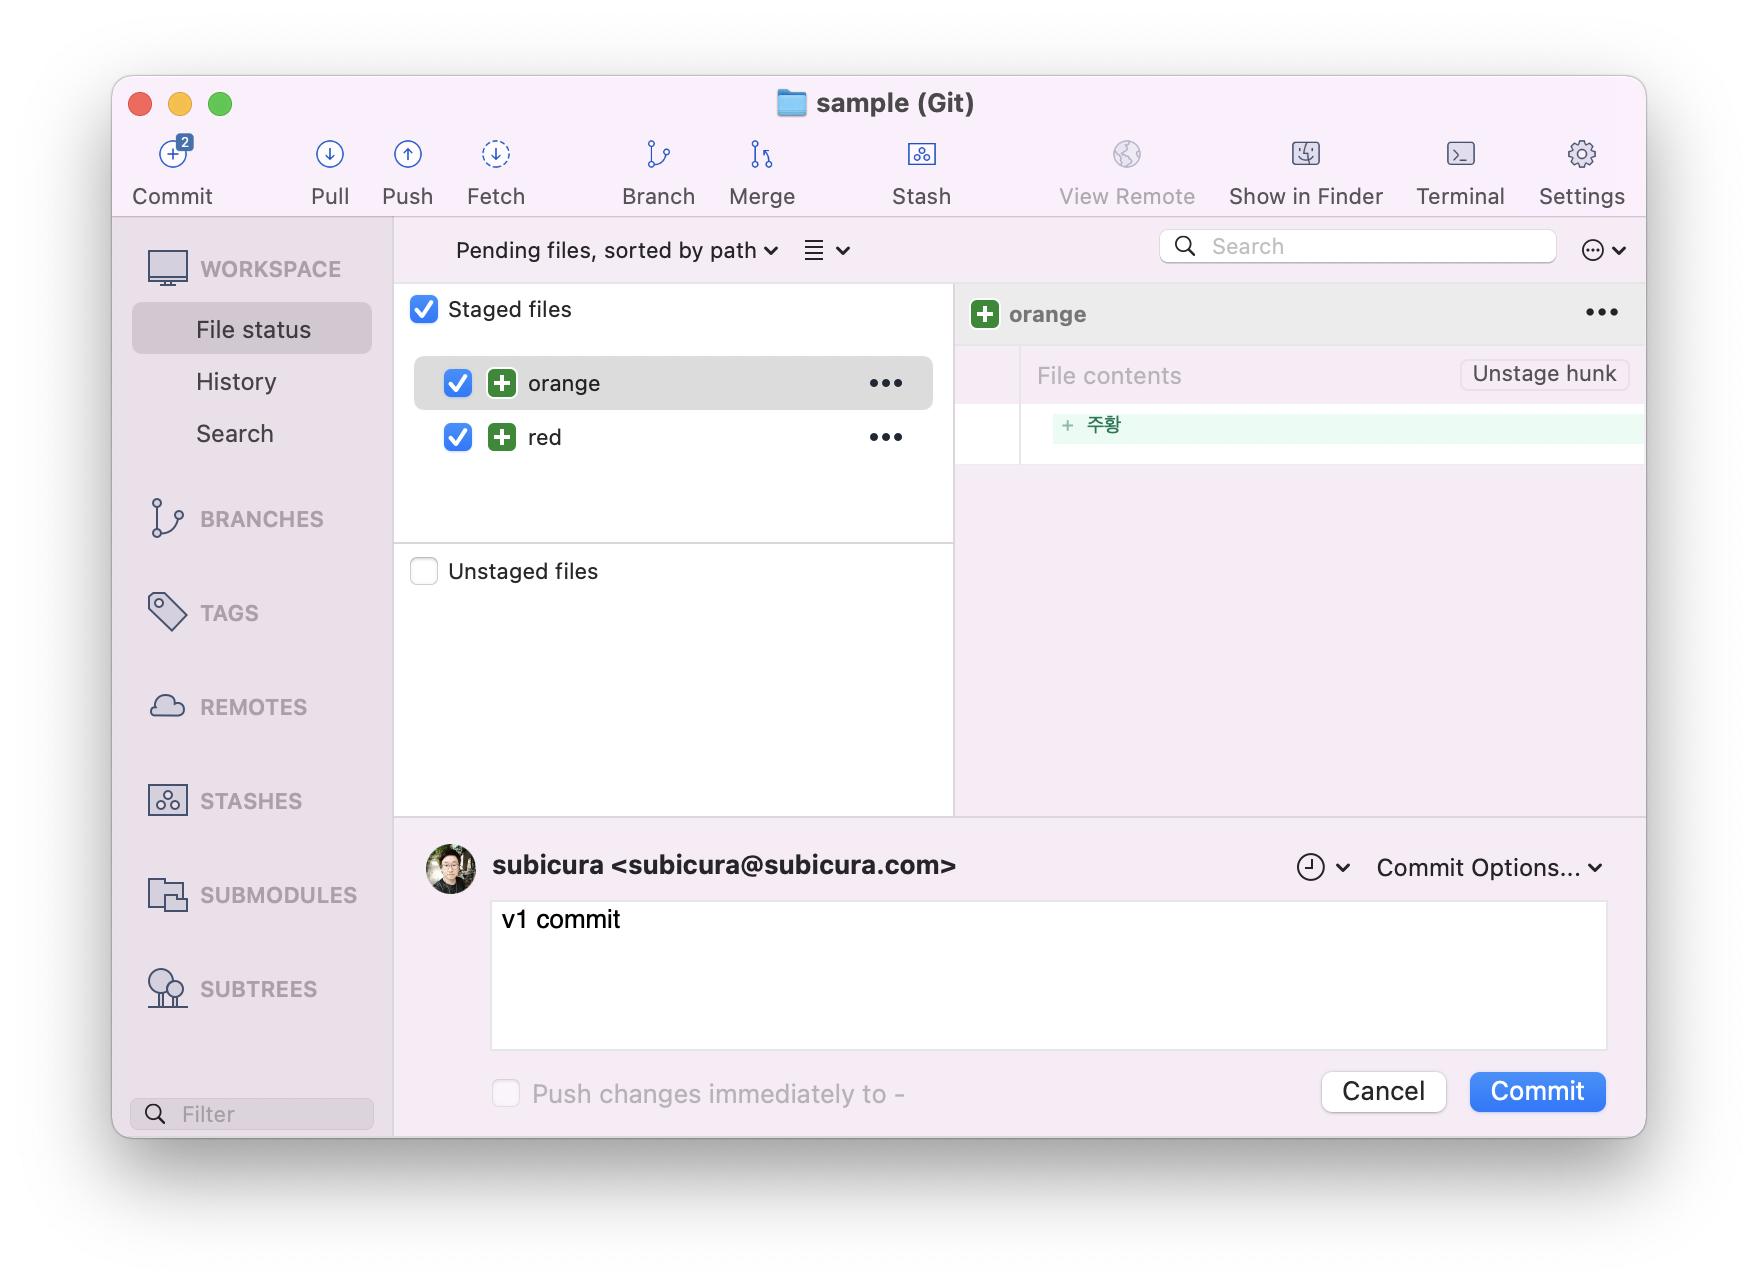 sample (Git)
2
Commit
Pull
Push
Fetch
Branch
Merge
Stash
View Remote
Show in Finder
Terminal
Settings
WORKSPACE
File status
History
Search
BRANCHES
TAGS
REMOTES
STASHES
SUBMODULES
SUBTREES
Filter
Pending files, sorted by path
Search
Staged files
orange
red
Unstaged files
orange
File contents
Unstage hunk
+ 주황
subicura <subicura@subicura.com>
Commit Options...
v1 commit
Push changes immediately to -
Cancel
Commit